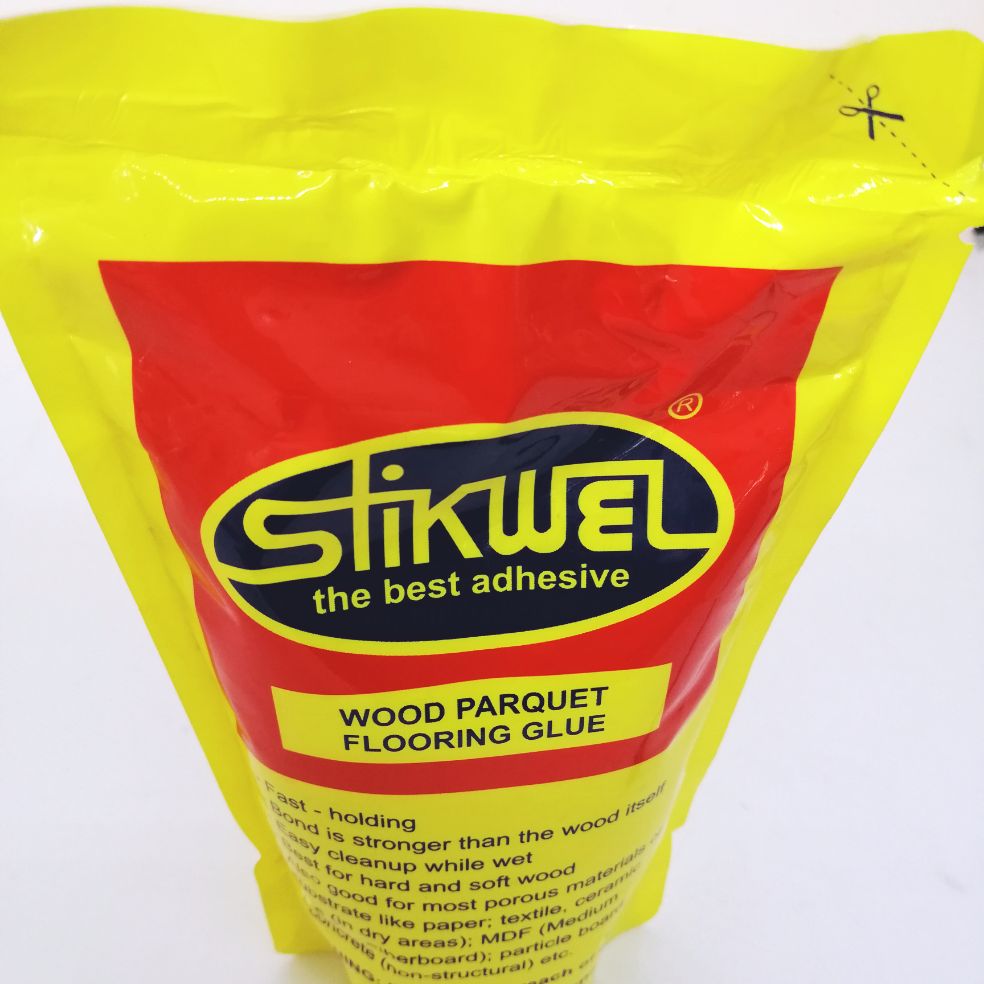 ®
STiKWEL
the best adhesive
WOOD PARQUET
FLOORING GLUE
Fast - holding
Bond is stronger than the wood itself
Easy cleanup while wet
Best for hard and soft wood
good for most porous materials
like paper; textile, ceramic
(in dry areas); MDF (Medium
particle board
(non-structural) etc.